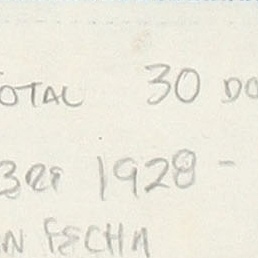 OTAL 30 DO
BRE 1928 -
N FECHA